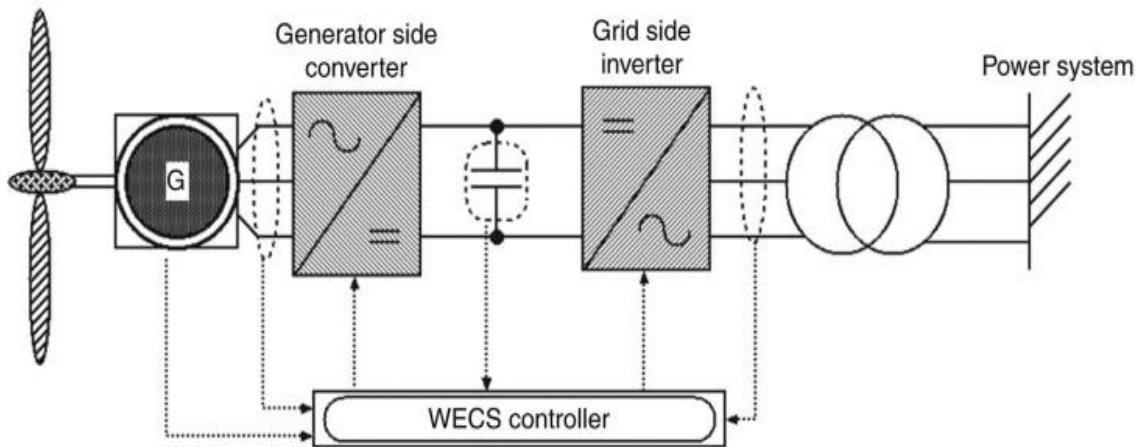 Generator side
converter
Grid side
inverter
Power system
G
WECS controller